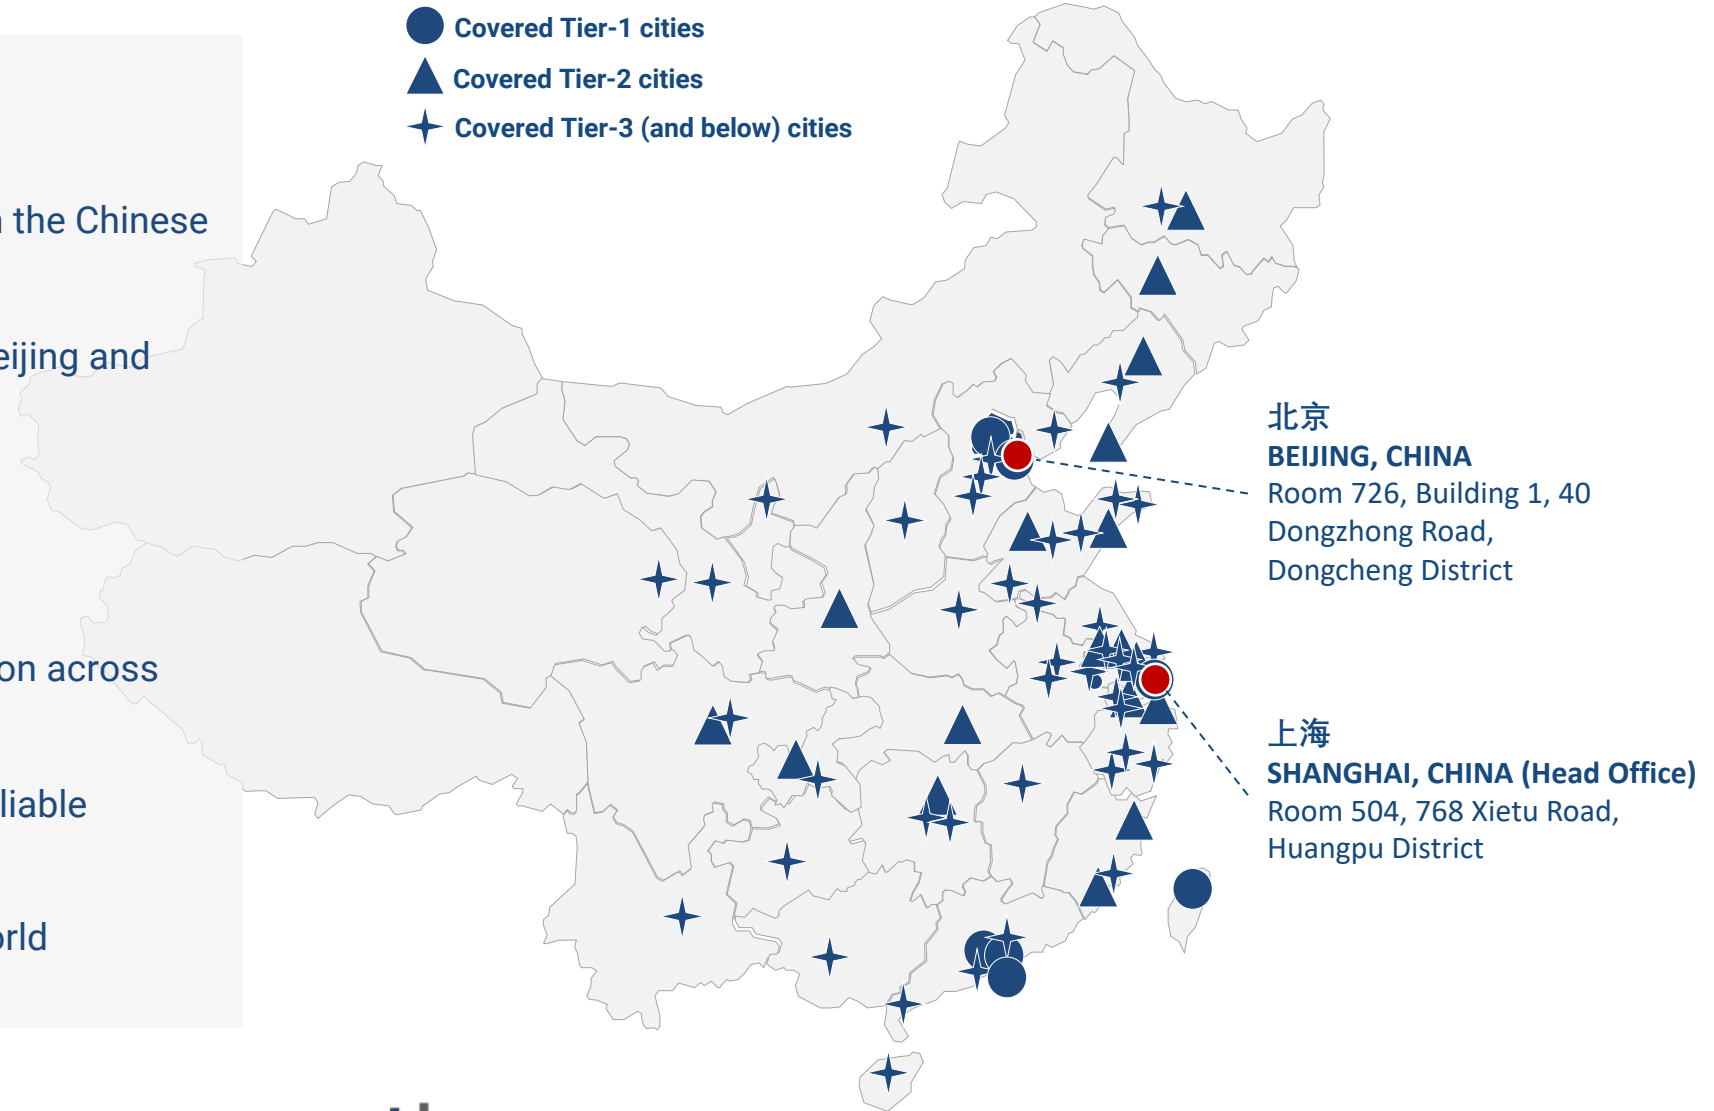 Covered Tier-1 cities
Covered Tier-2 cities
Covered Tier-3 (and below) cities
the Chinese
eijing and
on across
liable
orld
北京
BEIJING, CHINA
Room 726, Building 1, 40
Dongzhong Road,
Dongcheng District
上海
SHANGHAI, CHINA (Head Office)
Room 504, 768 Xietu Road,
Huangpu District